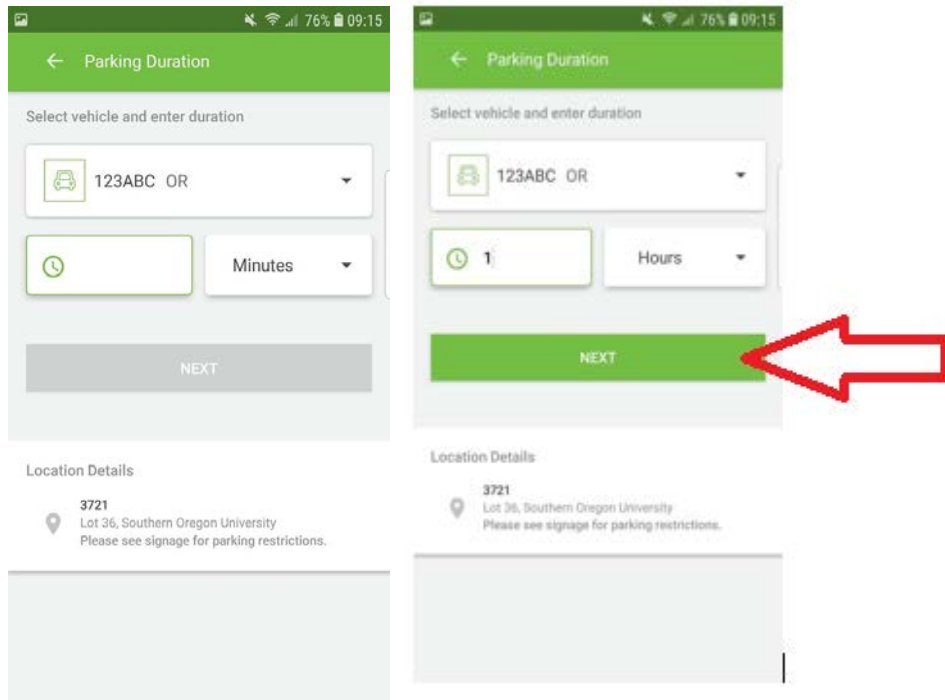 76% 09:15
Parking Duration
Select vehicle and enter duration
123ABC OR
Minutes
NEXT
Location Details
3721
Lot 36, Southern Oregon University
Please see signage for parking restrictions.
76% 09:15
Parking Duration
Select vehicle and enter duration
123ABC OR
1 Hours
NEXT
Location Details
3721
Lot 36, Southern Oregon University
Please see signage for parking restrictions.